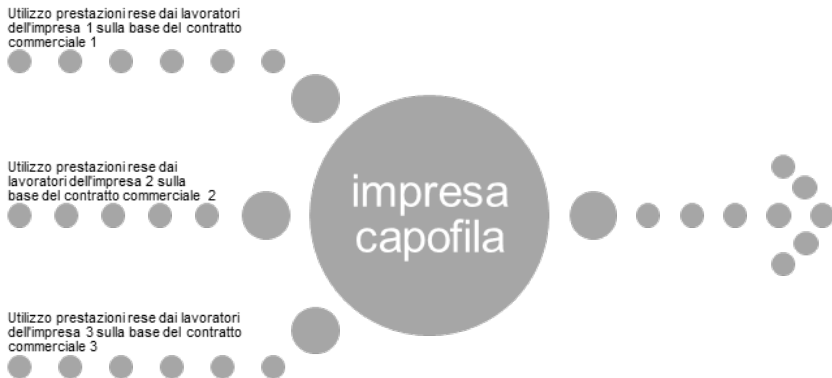 Utilizzo prestazioni rese dai lavoratori
dell'impresa 1 sulla base del contratto
commerciale 1
Utilizzo prestazioni rese dai
lavoratori dell'impresa 2 sulla
base del contratto commerciale 2
impresa
capofila
Utilizzo prestazioni rese dai lavoratori
dell'impresa 3 sulla base del contratto
commerciale 3